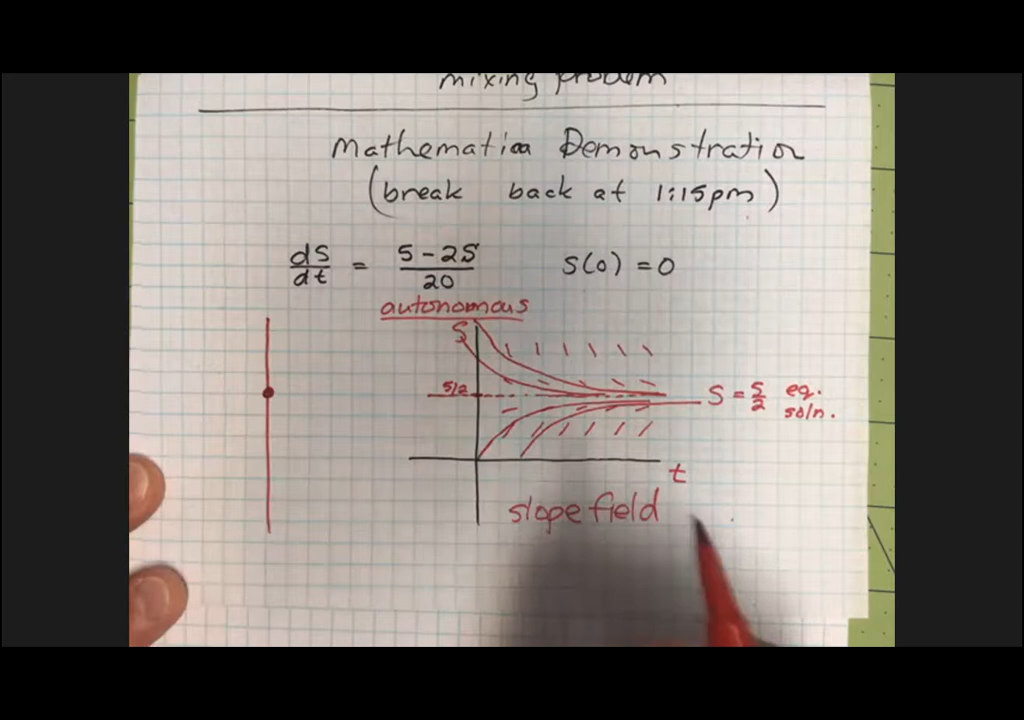 mixing problem
Mathematica Demonstration
(break back at 1:15pm)
dS/dt = 5-2S/20 S(0) = 0
autonomous
S
5/2
S = 5/2 eq. soln.
t
slope field